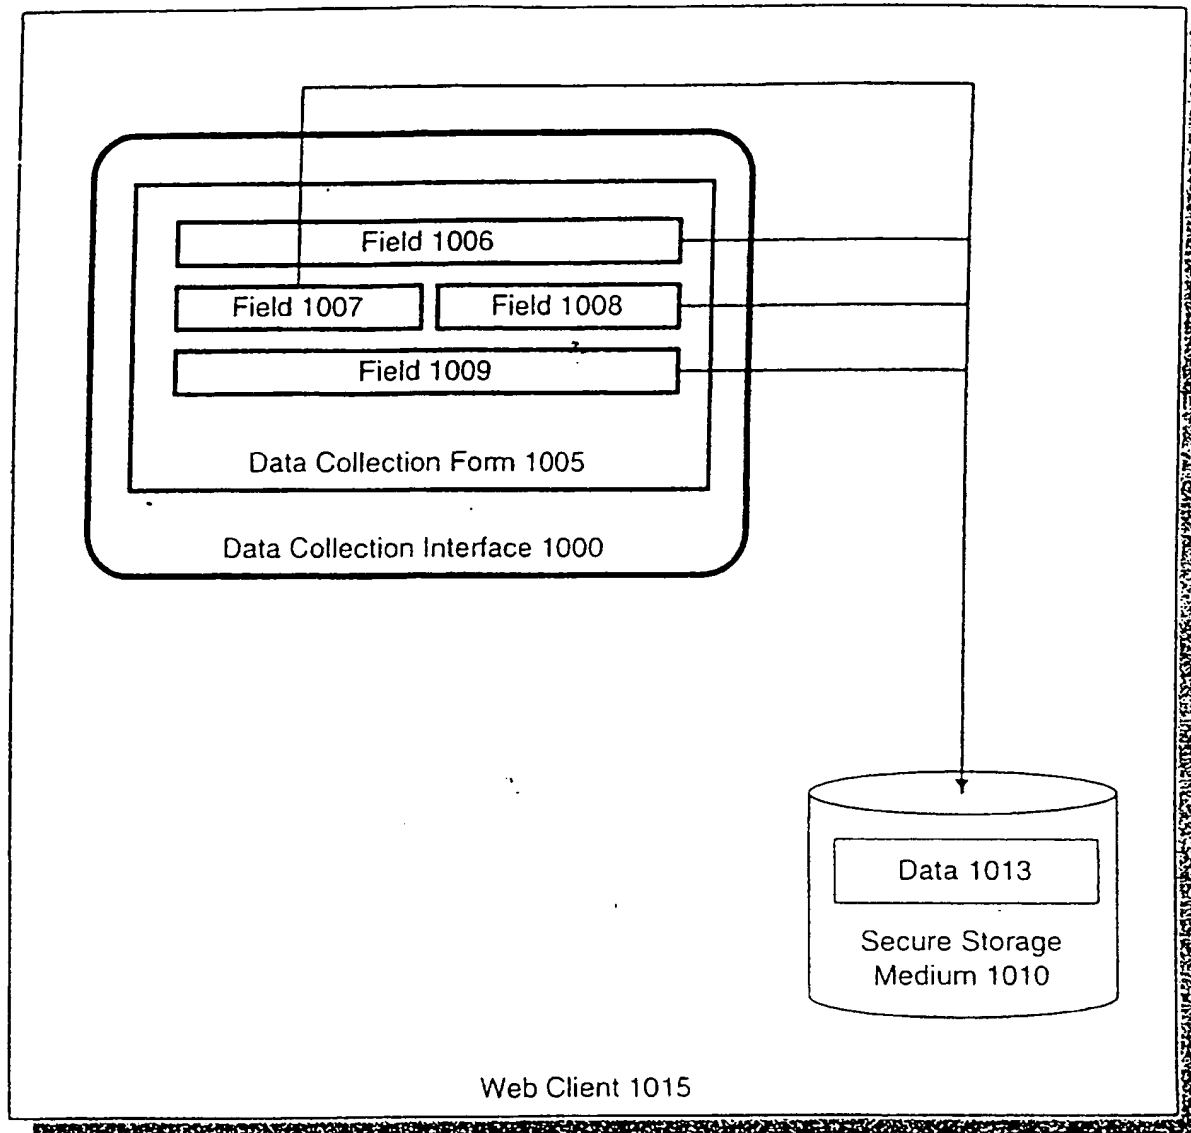 Field 1006
Field 1007
Field 1008
Field 1009
Data Collection Form 1005
Data Collection Interface 1000
Data 1013
Secure Storage
Medium 1010
Web Client 1015